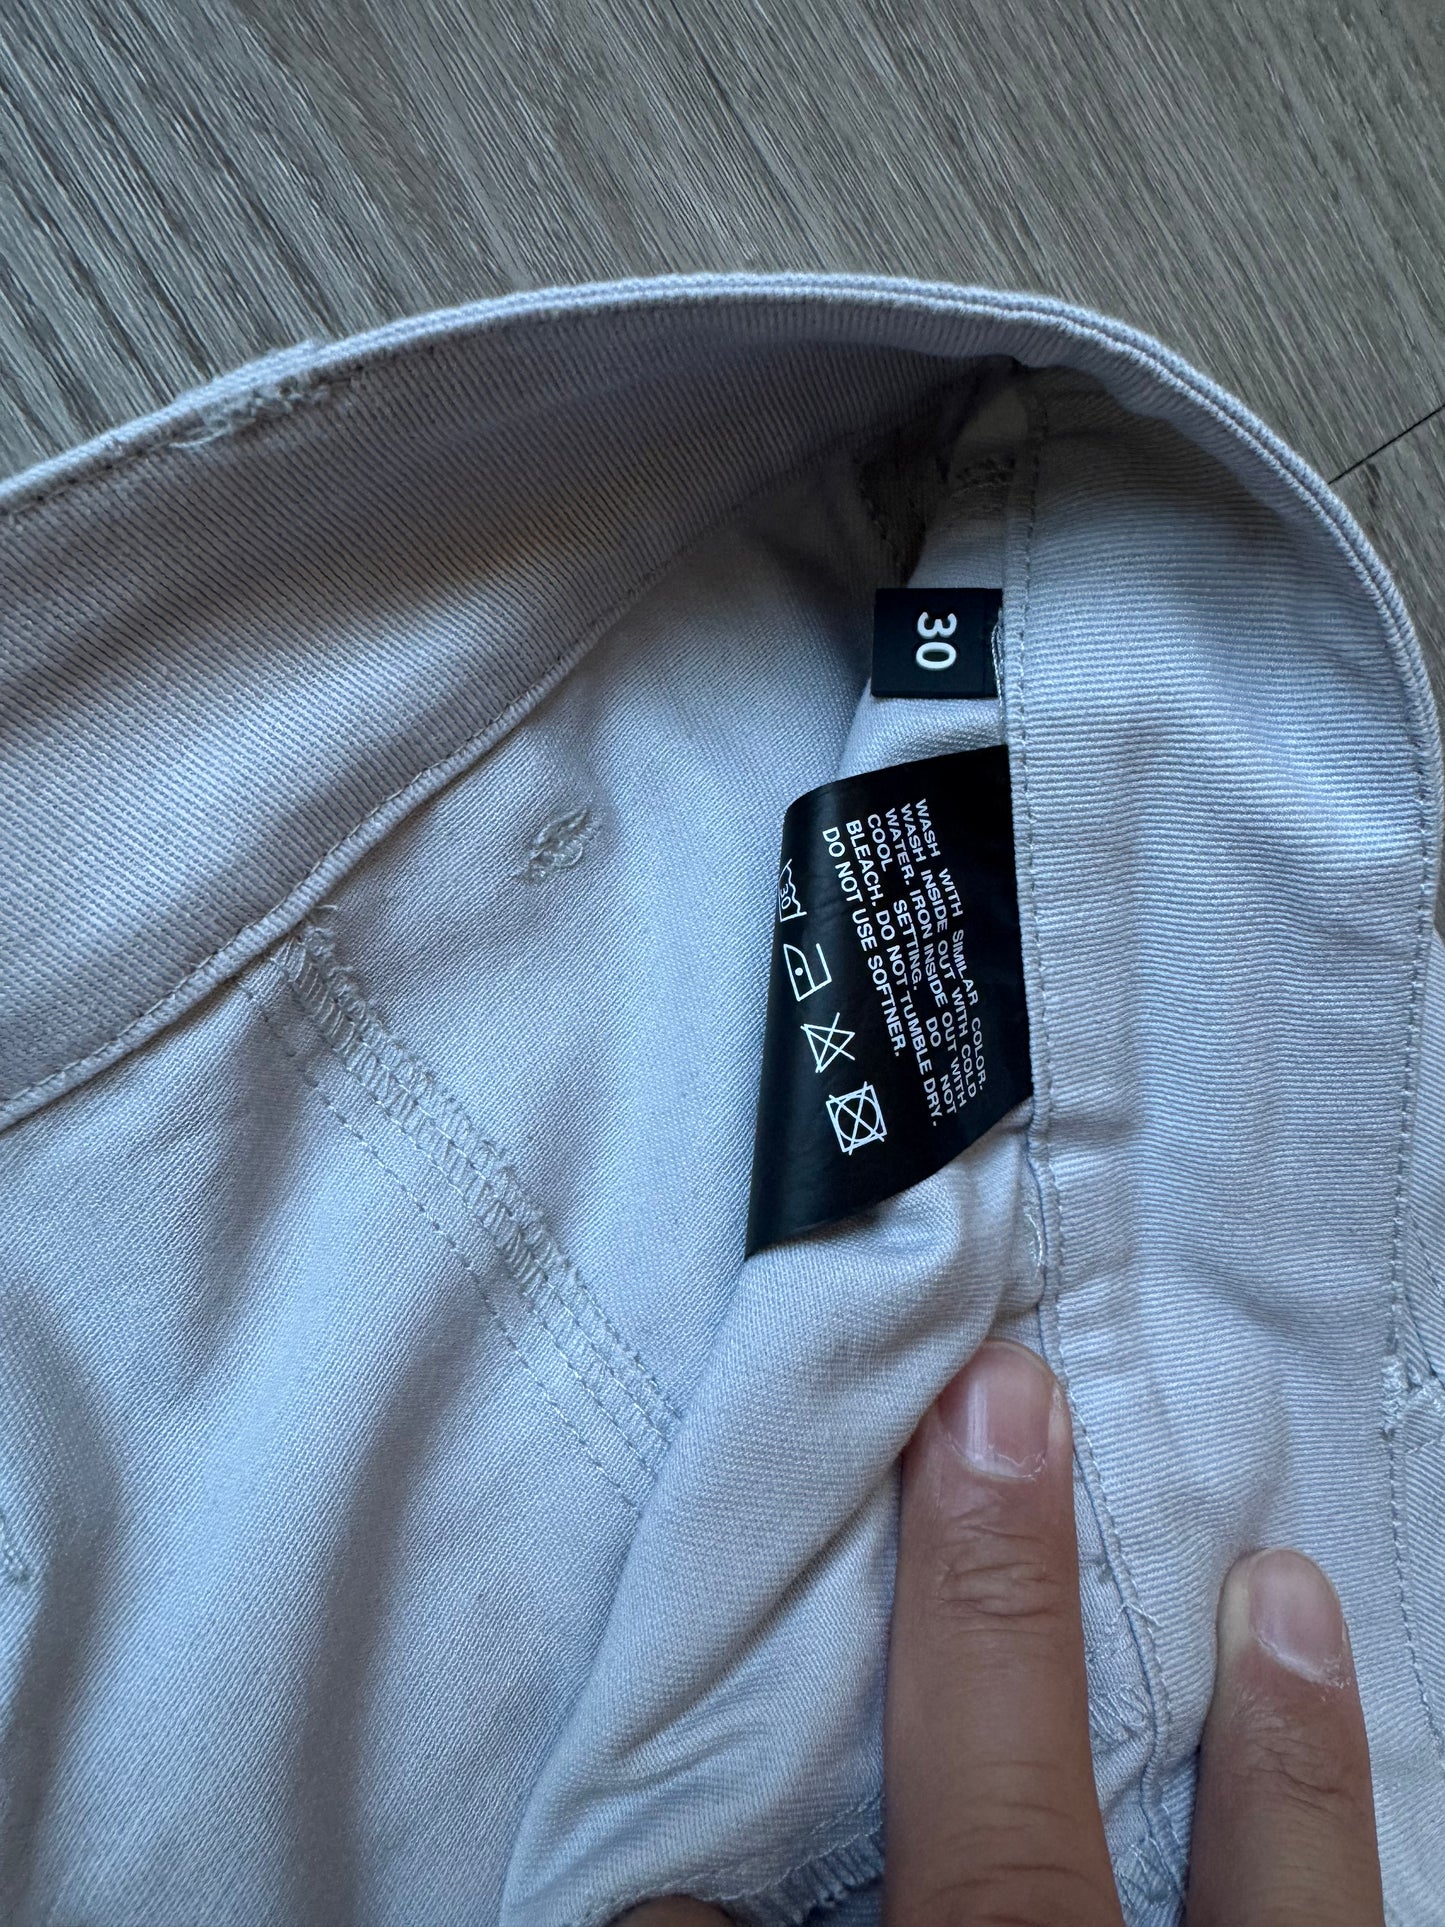 30
WASH WITH SIMILAR COLOR.
WASH INSIDE OUT WITH COLD
WATER. IRON INSIDE OUT WITH
COOL SETTING. DO NOT
BLEACH. DO NOT TUMBLE DRY.
DO NOT USE SOFTNER.
30